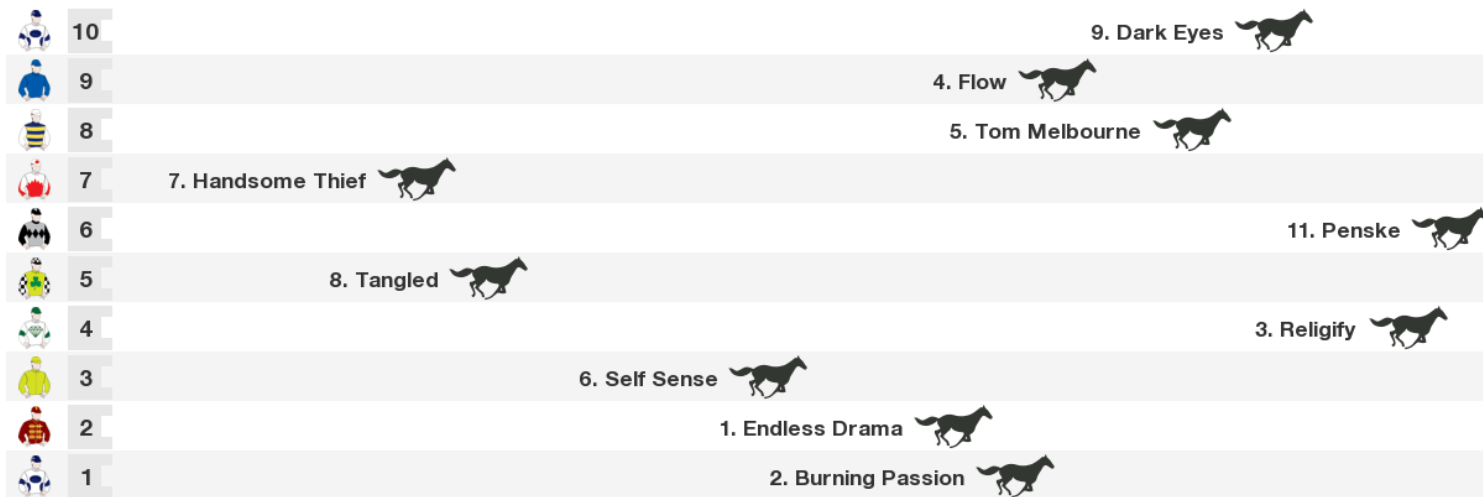 10 9. Dark Eyes
9 4. Flow
8 5. Tom Melbourne
7 7. Handsome Thief
6 11. Penske
5 8. Tangled
4 3. Religify
3 6. Self Sense
2 1. Endless Drama
1 2. Burning Passion